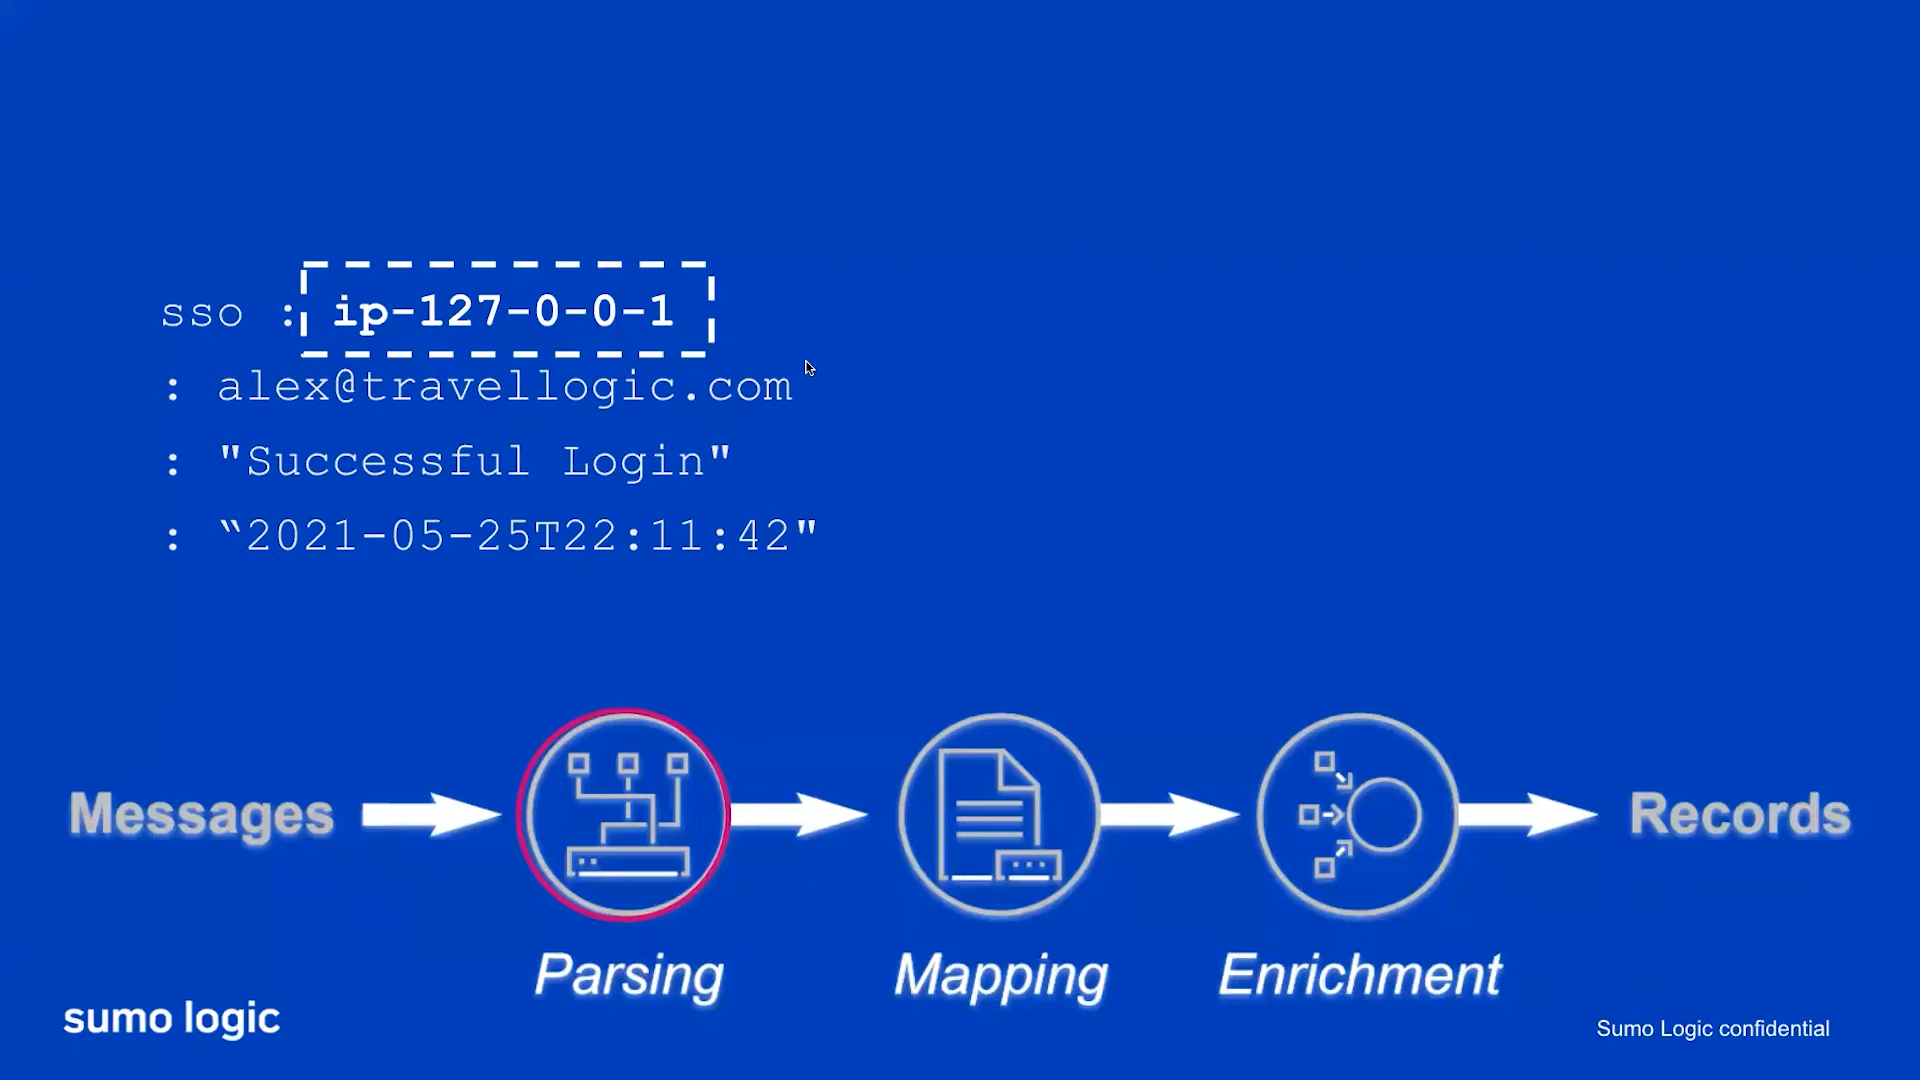 sso : ip-127-0-0-1
: alex@travellogic.com
: "Successful Login"
: “2021-05-25T22:11:42"
Messages
Records
Parsing
Mapping
Enrichment
sumo logic
Sumo Logic confidential